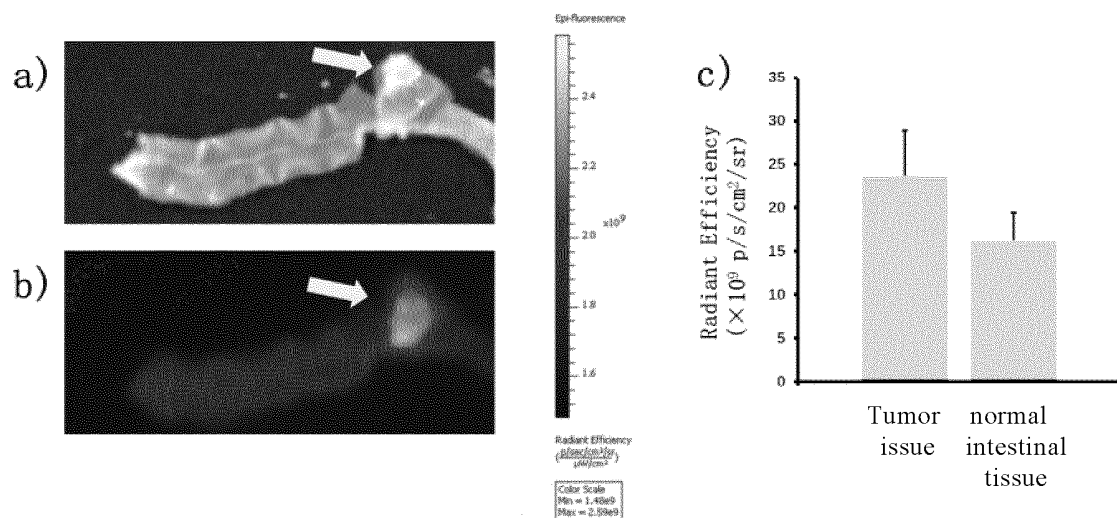 a)
b)
Epi-fluorescence
2.4
2.2
2.0
x10⁹
1.8
1.6
Radiant Efficiency
Color Scale
Min = 1.48e9
Max = 2.59e9
c)
Radiant Efficiency
(×10⁹ p/s/cm²/sr)
35
30
25
20
15
10
5
0
Tumor issue
normal intestinal tissue